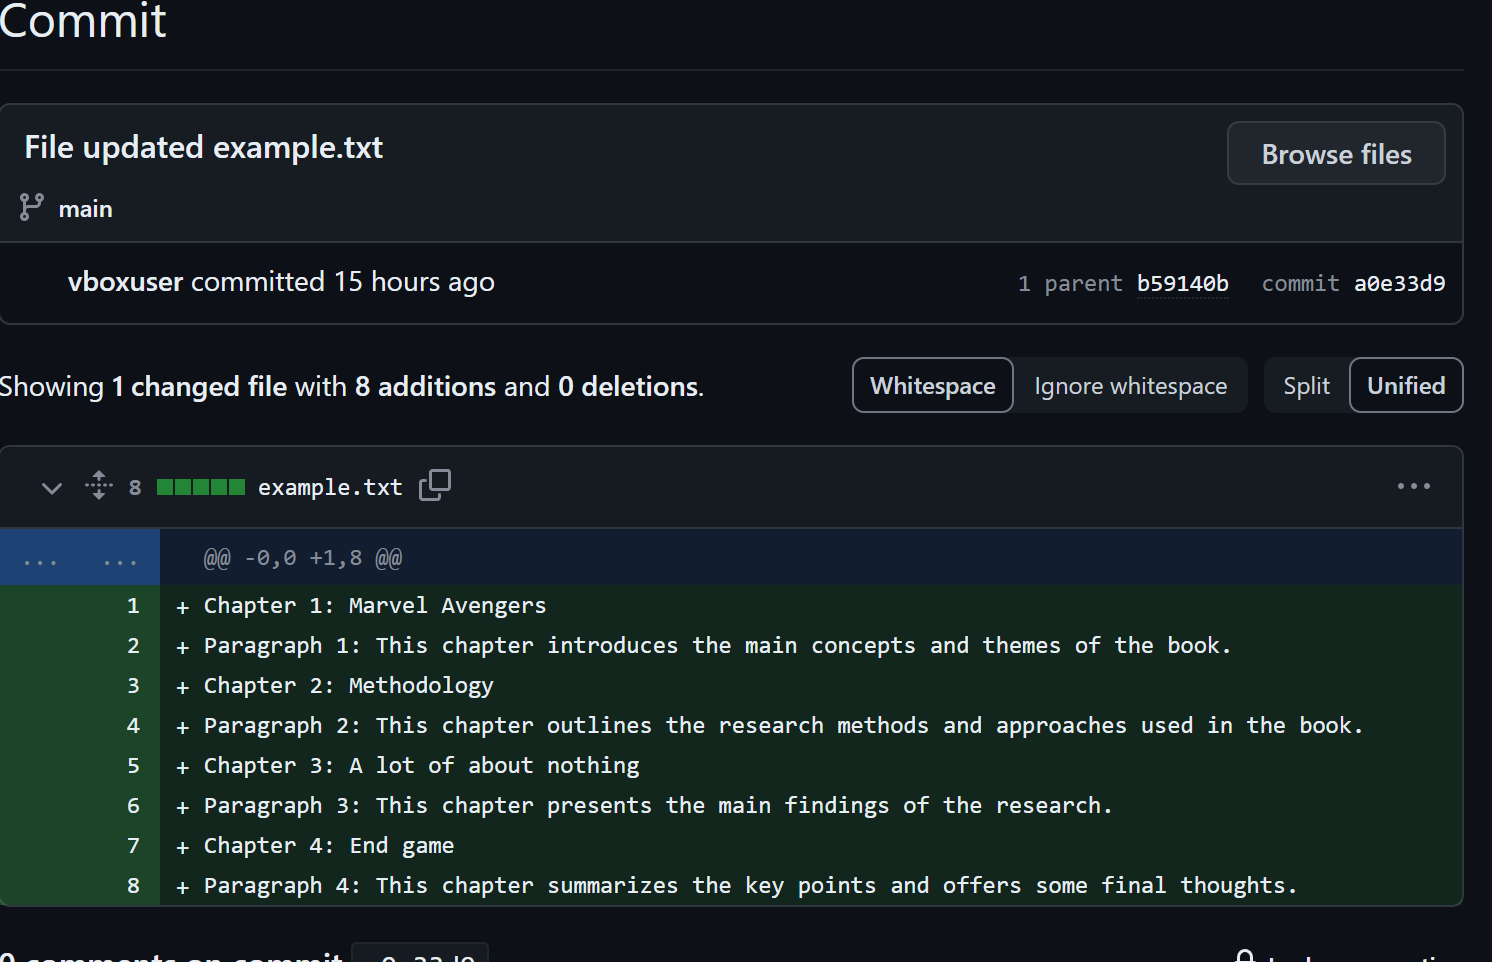 Commit
File updated example.txt
Browse files
main
vboxuser committed 15 hours ago
1 parent b59140b commit a0e33d9
Showing 1 changed file with 8 additions and 0 deletions.
Whitespace Ignore whitespace Split Unified
8 example.txt
... ... @@ -0,0 +1,8 @@
1 + Chapter 1: Marvel Avengers
2 + Paragraph 1: This chapter introduces the main concepts and themes of the book.
3 + Chapter 2: Methodology
4 + Paragraph 2: This chapter outlines the research methods and approaches used in the book.
5 + Chapter 3: A lot of about nothing
6 + Paragraph 3: This chapter presents the main findings of the research.
7 + Chapter 4: End game
8 + Paragraph 4: This chapter summarizes the key points and offers some final thoughts.
0 comments on commit